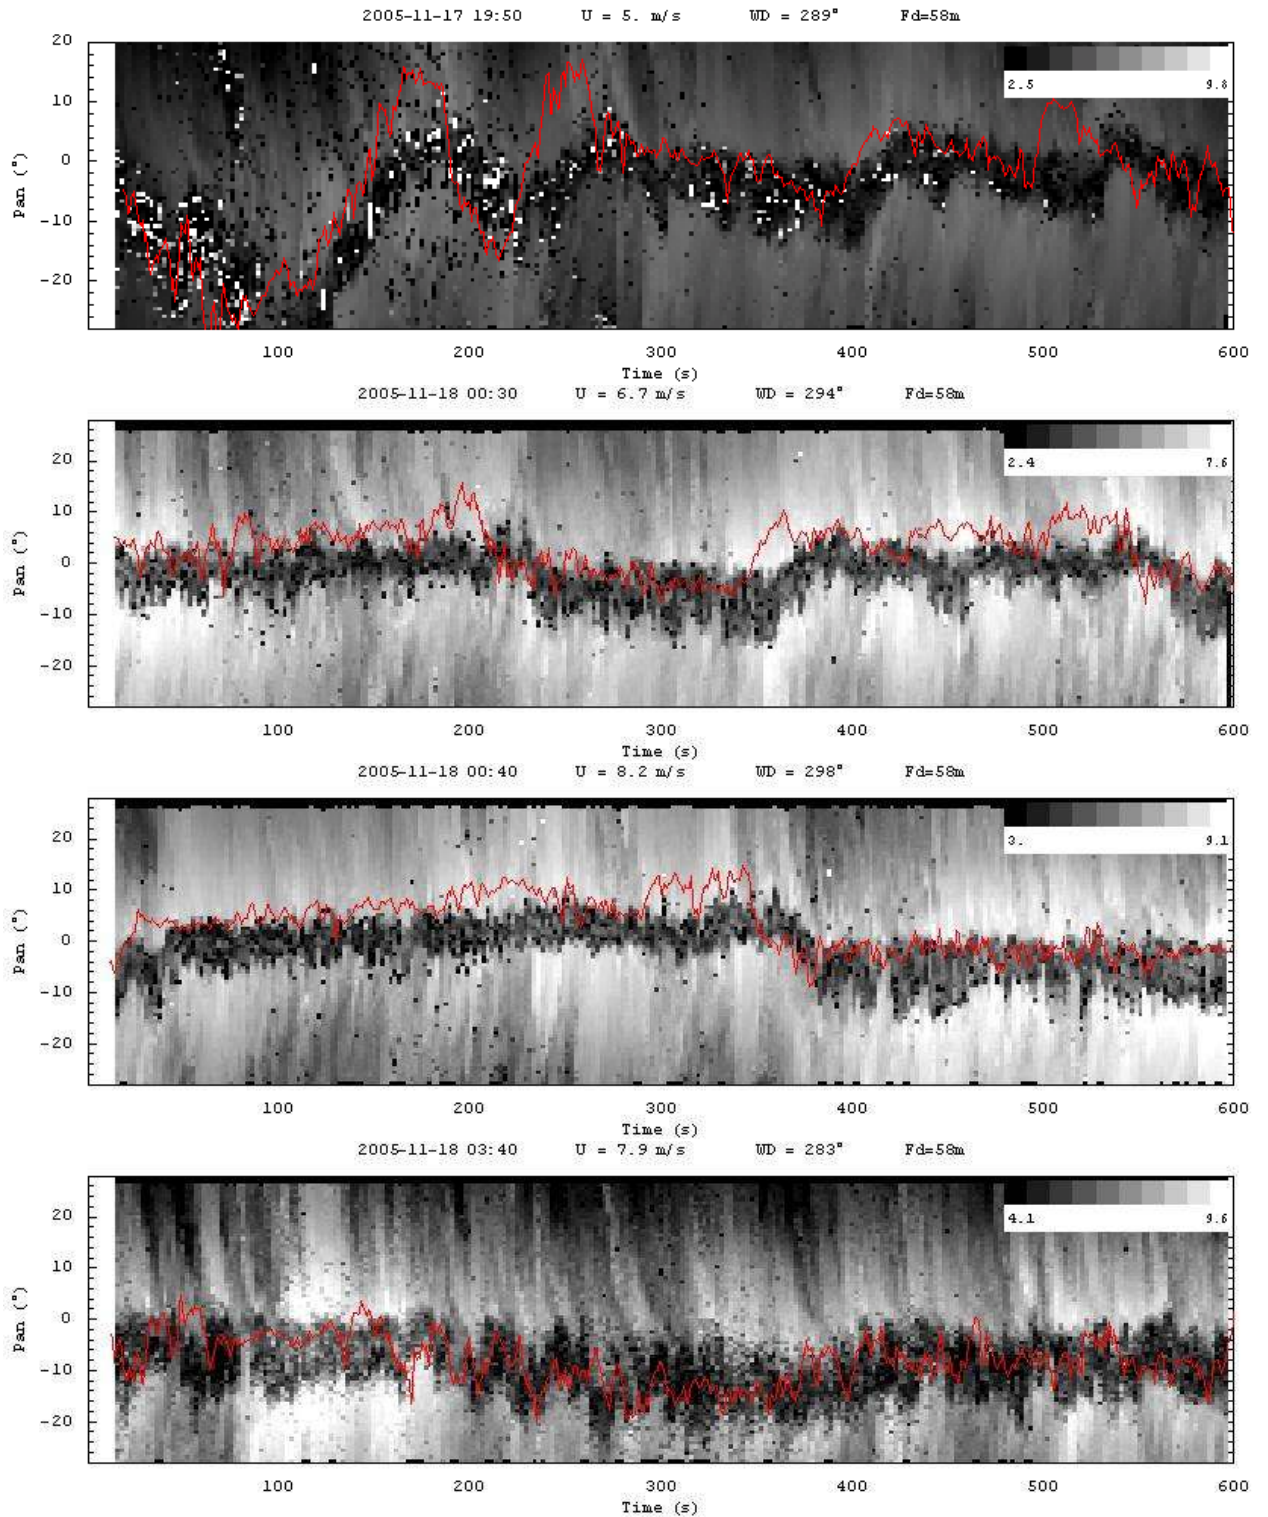 2005-11-17 19:50 U = 5. m/s WD = 289° Fd=58m
20
10
0
-10
-20
Pan (°)
2.5 9.8
100 200 300 400 500 600
Time (s)
2005-11-18 00:30 U = 6.7 m/s WD = 294° Fd=58m
20
10
0
-10
-20
Pan (°)
2.4 7.6
100 200 300 400 500 600
Time (s)
2005-11-18 00:40 U = 8.2 m/s WD = 298° Fd=58m
20
10
0
-10
-20
Pan (°)
3. 9.1
100 200 300 400 500 600
Time (s)
2005-11-18 03:40 U = 7.9 m/s WD = 283° Fd=58m
20
10
0
-10
-20
Pan (°)
4.1 9.6
100 200 300 400 500 600
Time (s)